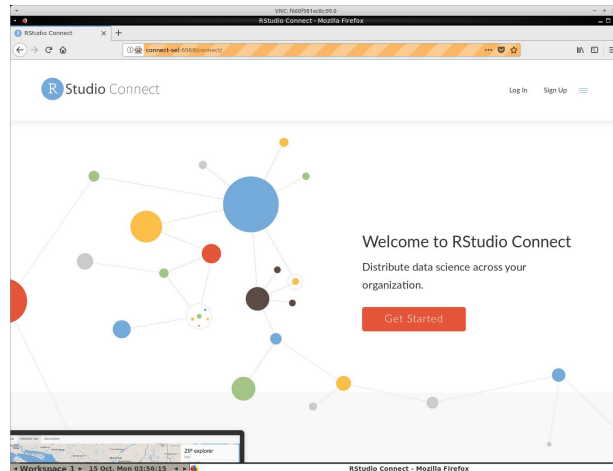 VNC: f660f981ec8c:99.0
RStudio Connect - Mozilla Firefox
RStudio Connect
connect-sel:6969/connect/
R Studio Connect
Log In Sign Up
Welcome to RStudio Connect
Distribute data science across your
organization.
Get Started
ZIP explorer
Workspace 1 15 Oct, Mon 03:56:15
RStudio Connect - Mozilla Firefox